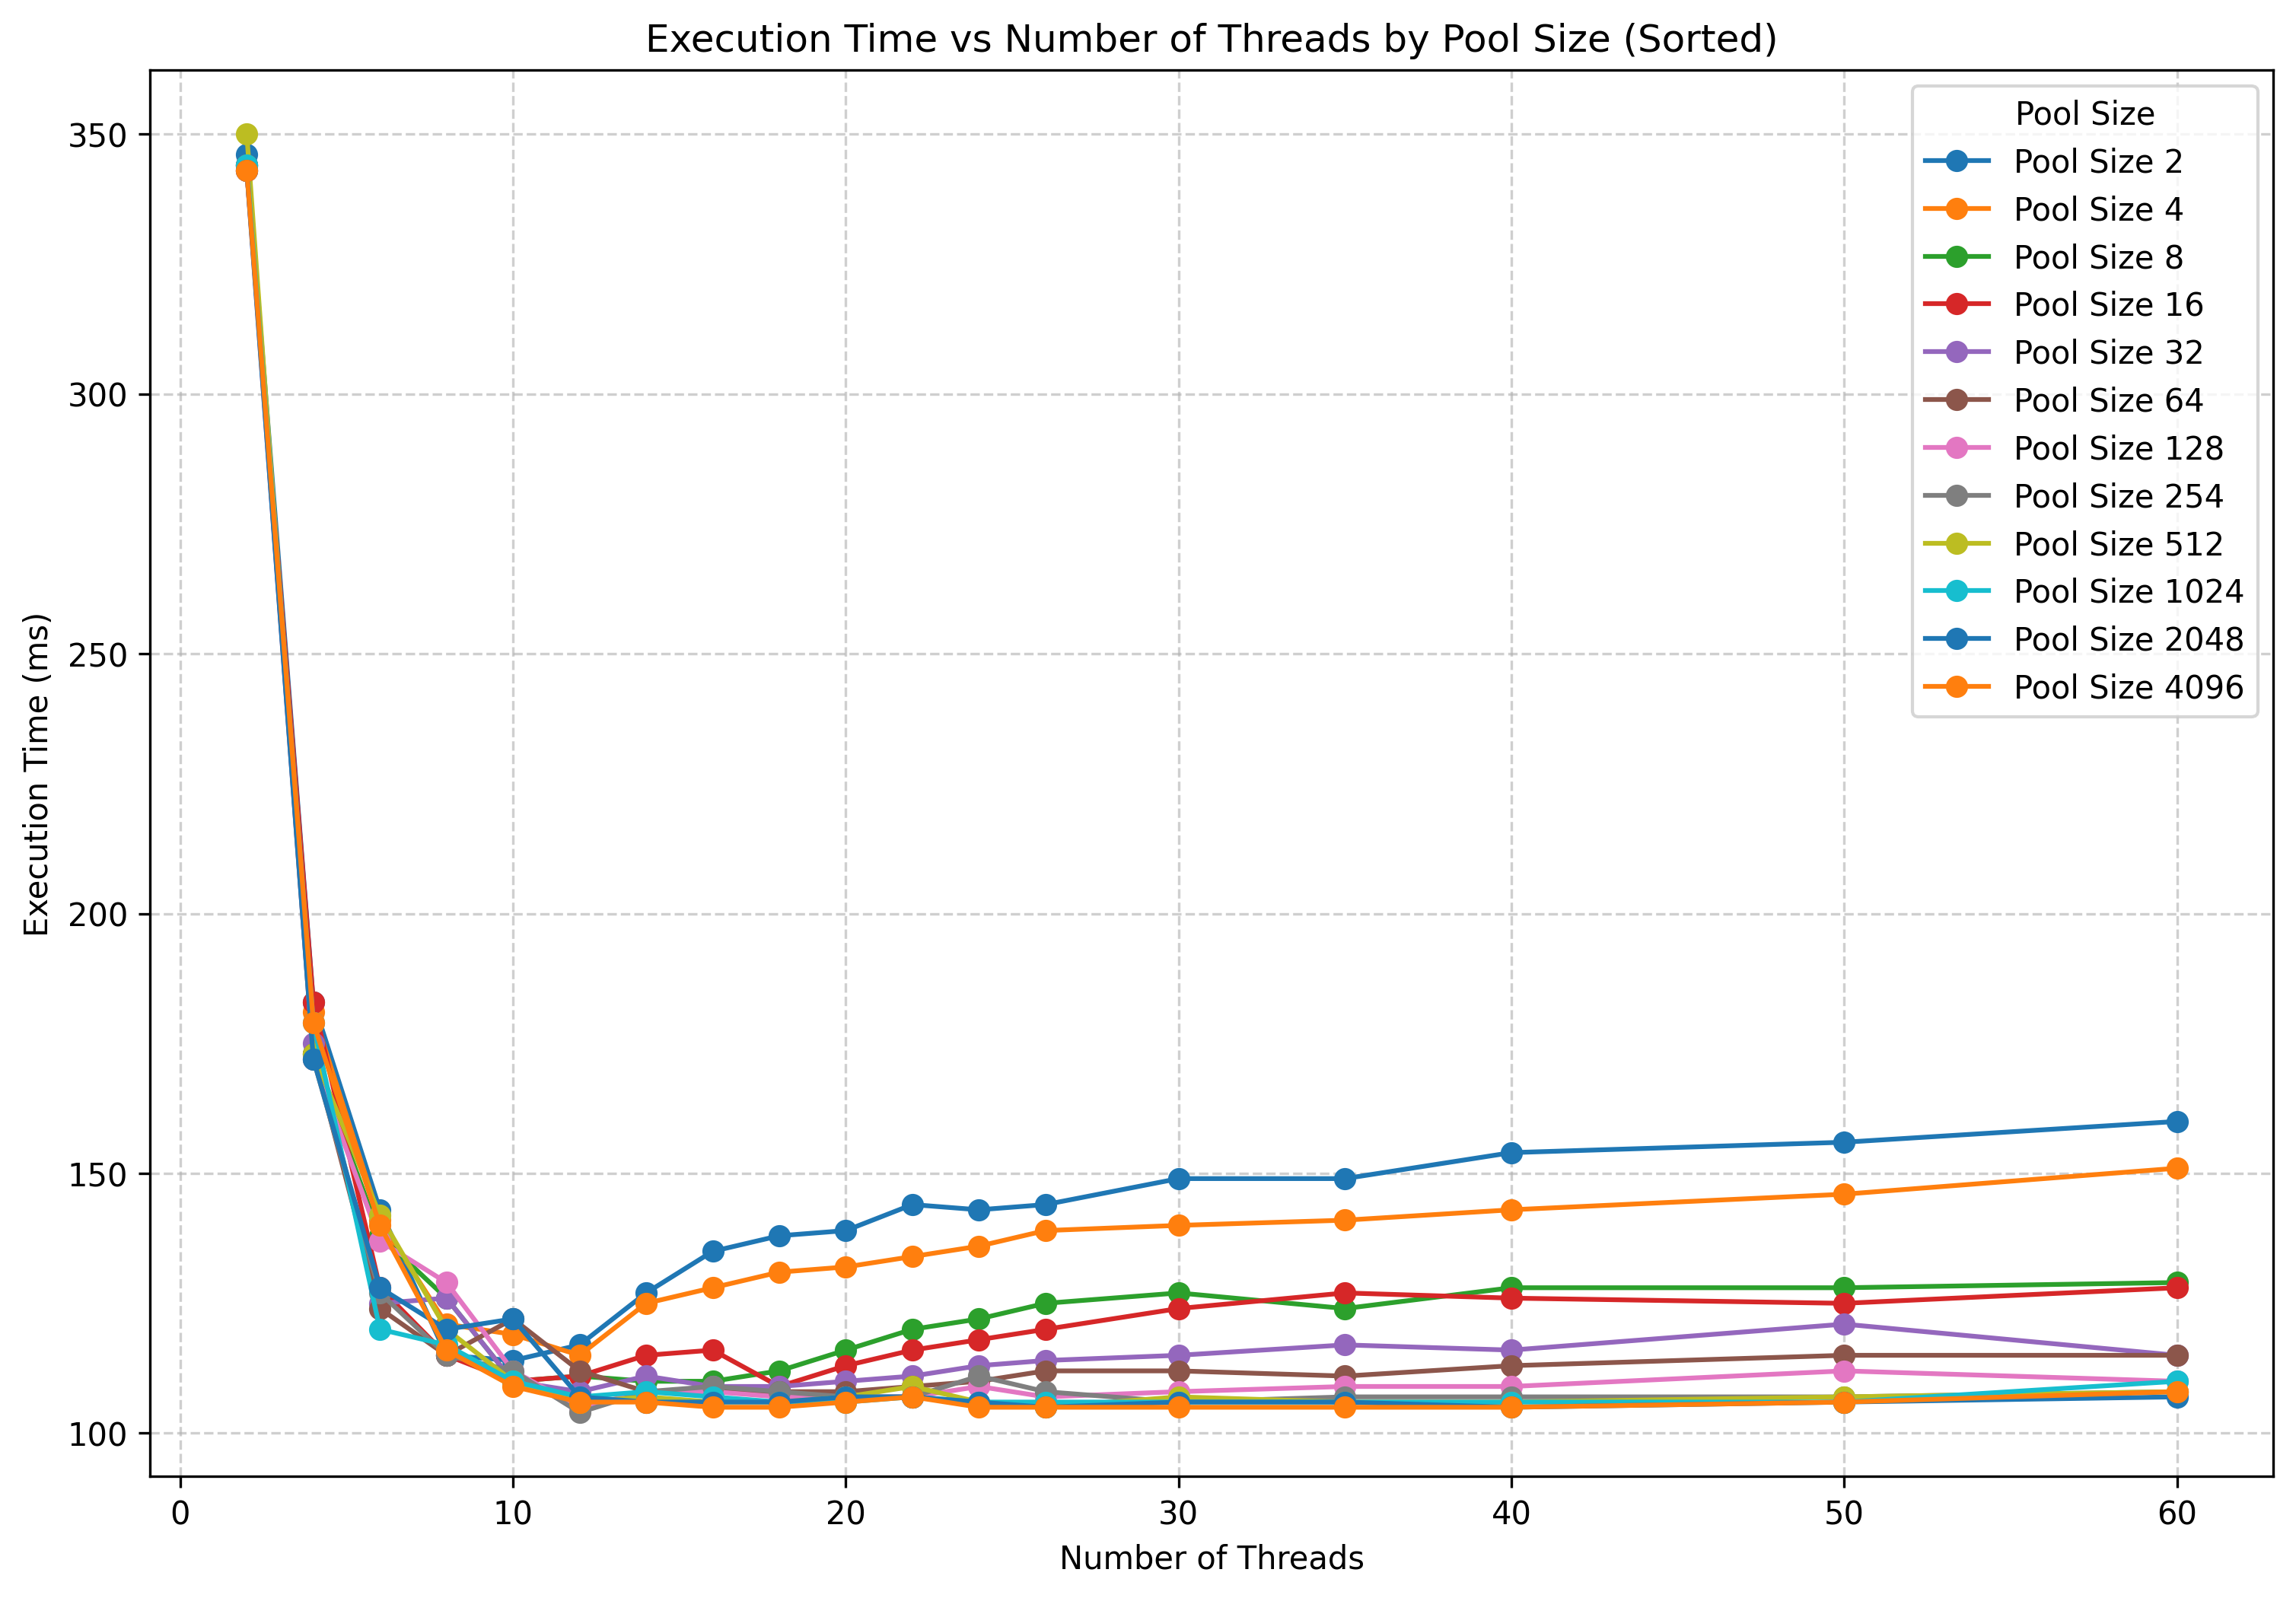 Execution Time vs Number of Threads by Pool Size (Sorted)
Pool Size
Pool Size 2
Pool Size 4
Pool Size 8
Pool Size 16
Pool Size 32
Pool Size 64
Pool Size 128
Pool Size 254
Pool Size 512
Pool Size 1024
Pool Size 2048
Pool Size 4096
Execution Time (ms)
350
300
250
200
150
100
0 10 20 30 40 50 60
Number of Threads